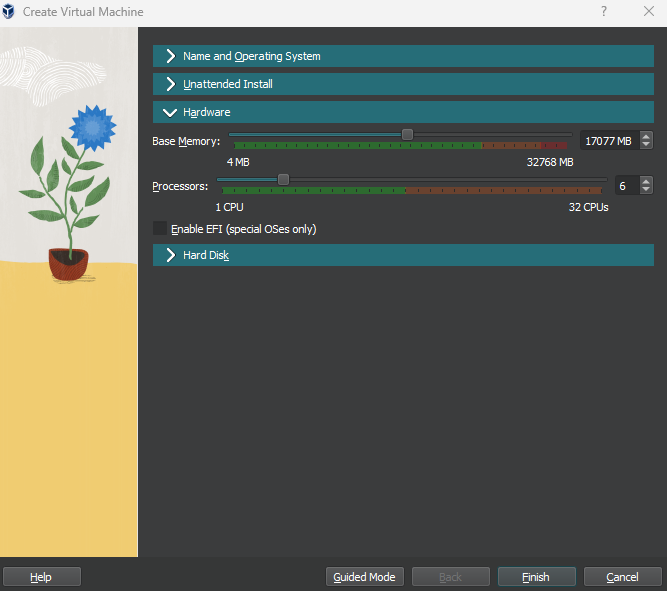 Create Virtual Machine
Name and Operating System
Unattended Install
Hardware
Base Memory: 17077 MB
4 MB 32768 MB
Processors: 6
1 CPU 32 CPUs
Enable EFI (special OSes only)
Hard Disk
Help Guided Mode Back Finish Cancel